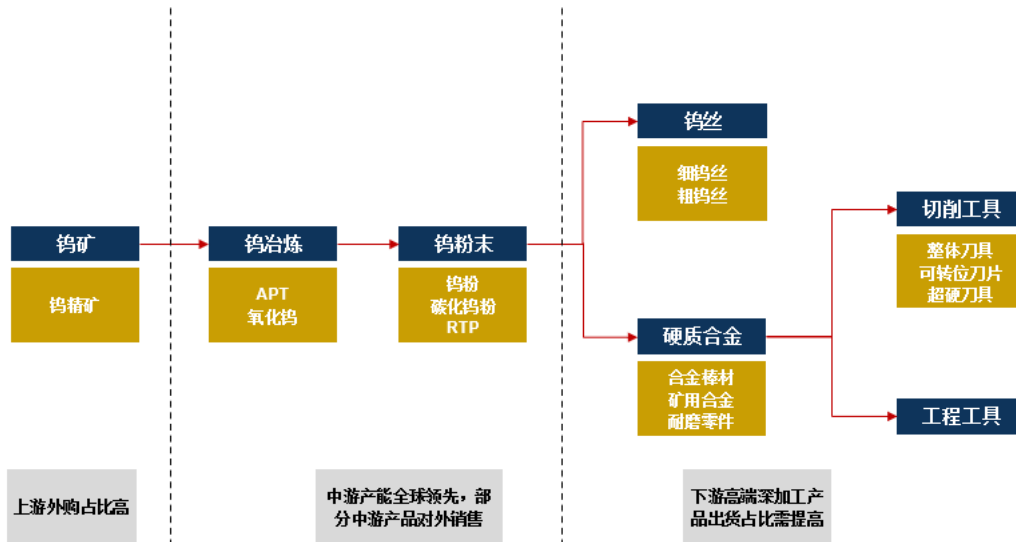 钨丝
细钨丝
粗钨丝
钨矿
钨精矿
钨冶炼
APT
氧化钨
钨粉末
钨粉
碳化钨粉
RTP
硬质合金
合金棒材
矿用合金
耐磨零件
切削工具
整体刀具
可转位刀片
超硬刀具
工程工具
上游外购占比高
中游产能全球领先，部
分中游产品对外销售
下游高端深加工产
品出货占比需提高